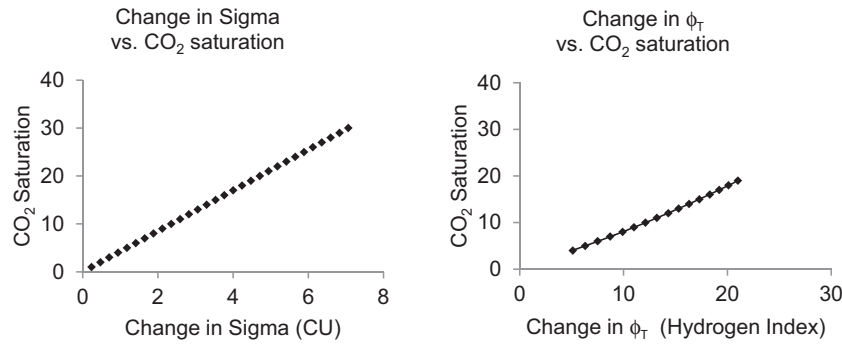 Change in Sigma
vs. CO₂ saturation
40
30
20
10
0
CO₂ Saturation
0 2 4 6 8
Change in Sigma (CU)
Change in ϕ_T
vs. CO₂ saturation
40
30
20
10
0
CO₂ Saturation
0 10 20 30
Change in ϕ_T (Hydrogen Index)